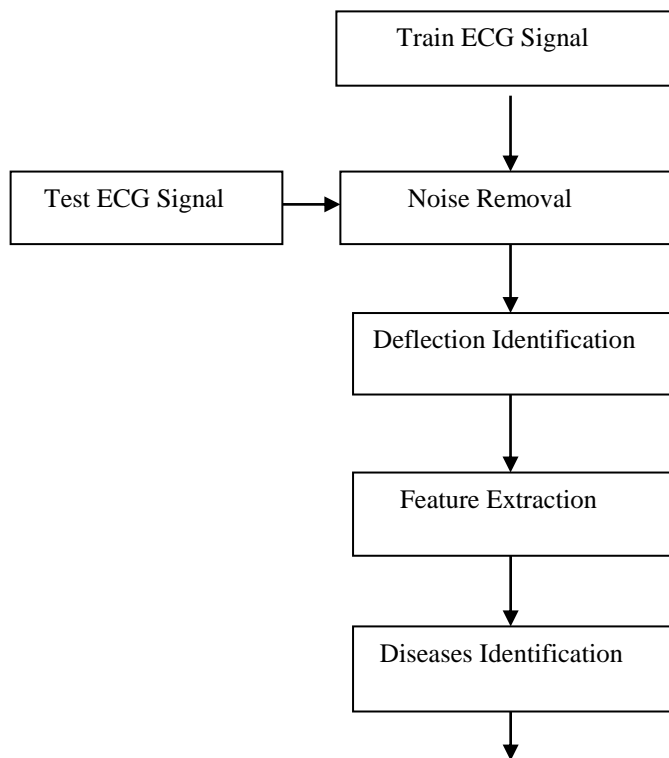 Train ECG Signal
Test ECG Signal
Noise Removal
Deflection Identification
Feature Extraction
Diseases Identification